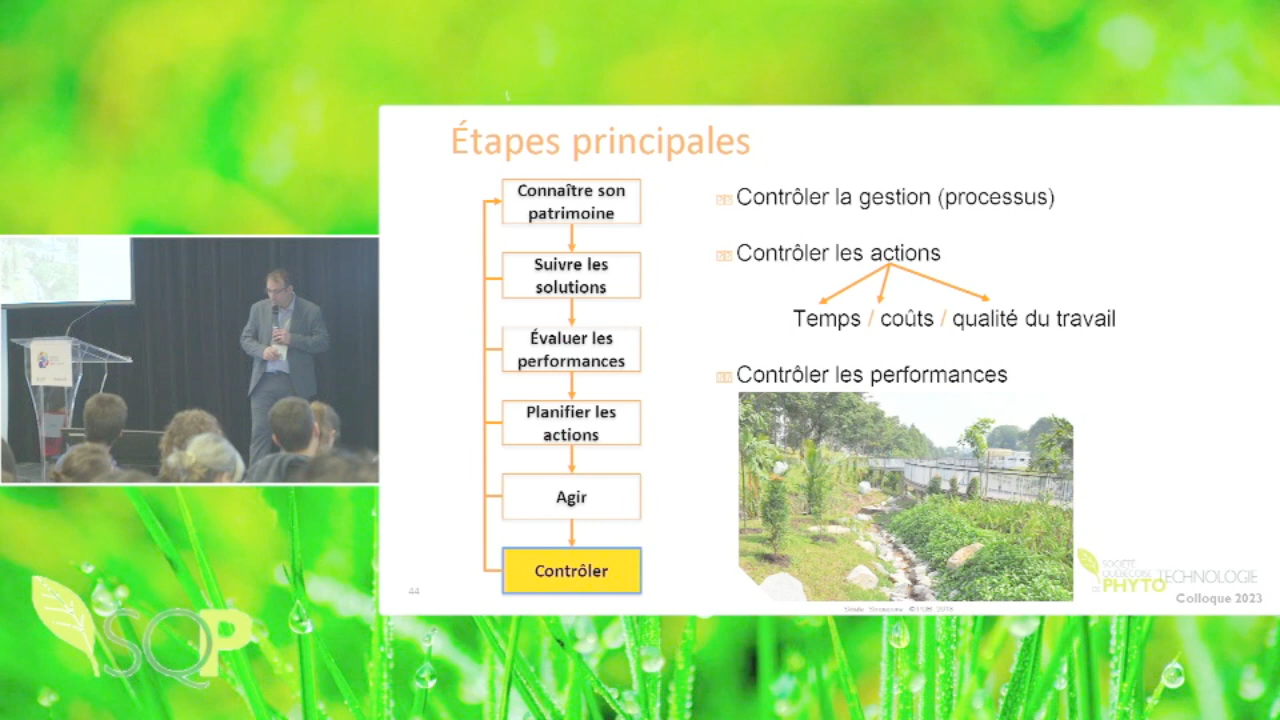 Étapes principales
Connaître son
patrimoine
Suivre les
solutions
Évaluer les
performances
Planifier les
actions
Agir
Contrôler
Contrôler la gestion (processus)
Contrôler les actions
Temps / coûts / qualité du travail
Contrôler les performances
44
SOCIÉTÉ
QUÉBÉCOISE
DE PHYTOTECHNOLOGIE
Colloque 2023
SQP